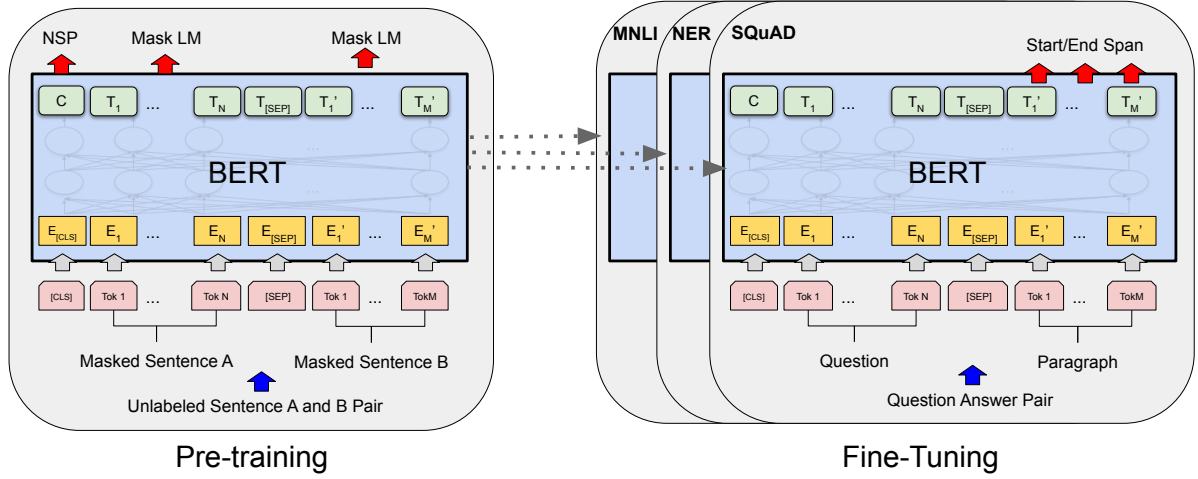 NSP Mask LM Mask LM
C T1 ... TN T[SEP] T1' ... TM'
...
BERT
...
E[CLS] E1 ... EN E[SEP] E1' ... EM'
[CLS] Tok 1 ... Tok N [SEP] Tok 1 ... TokM
Masked Sentence A Masked Sentence B
Unlabeled Sentence A and B Pair
Pre-training
MNLI NER SQuAD
Start/End Span
C T1 ... TN T[SEP] T1' ... TM'
...
BERT
...
E[CLS] E1 ... EN E[SEP] E1' ... EM'
[CLS] Tok 1 ... Tok N [SEP] Tok 1 ... TokM
Question Paragraph
Question Answer Pair
Fine-Tuning